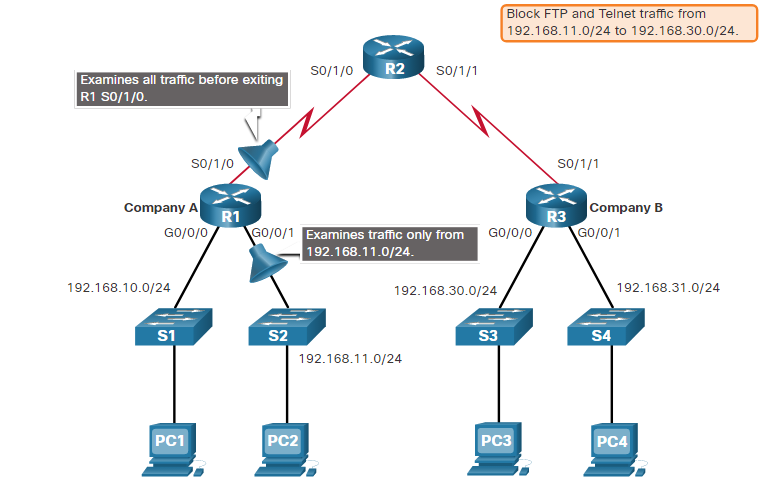 Block FTP and Telnet traffic from
192.168.11.0/24 to 192.168.30.0/24.
R2
S0/1/0
S0/1/1
Examines all traffic before exiting
R1 S0/1/0.
S0/1/0
S0/1/1
Company A
R1
R3
Company B
G0/0/0
G0/0/1
Examines traffic only from
192.168.11.0/24.
G0/0/0
G0/0/1
192.168.10.0/24
192.168.30.0/24
192.168.31.0/24
S1
S2
S3
S4
192.168.11.0/24
PC1
PC2
PC3
PC4